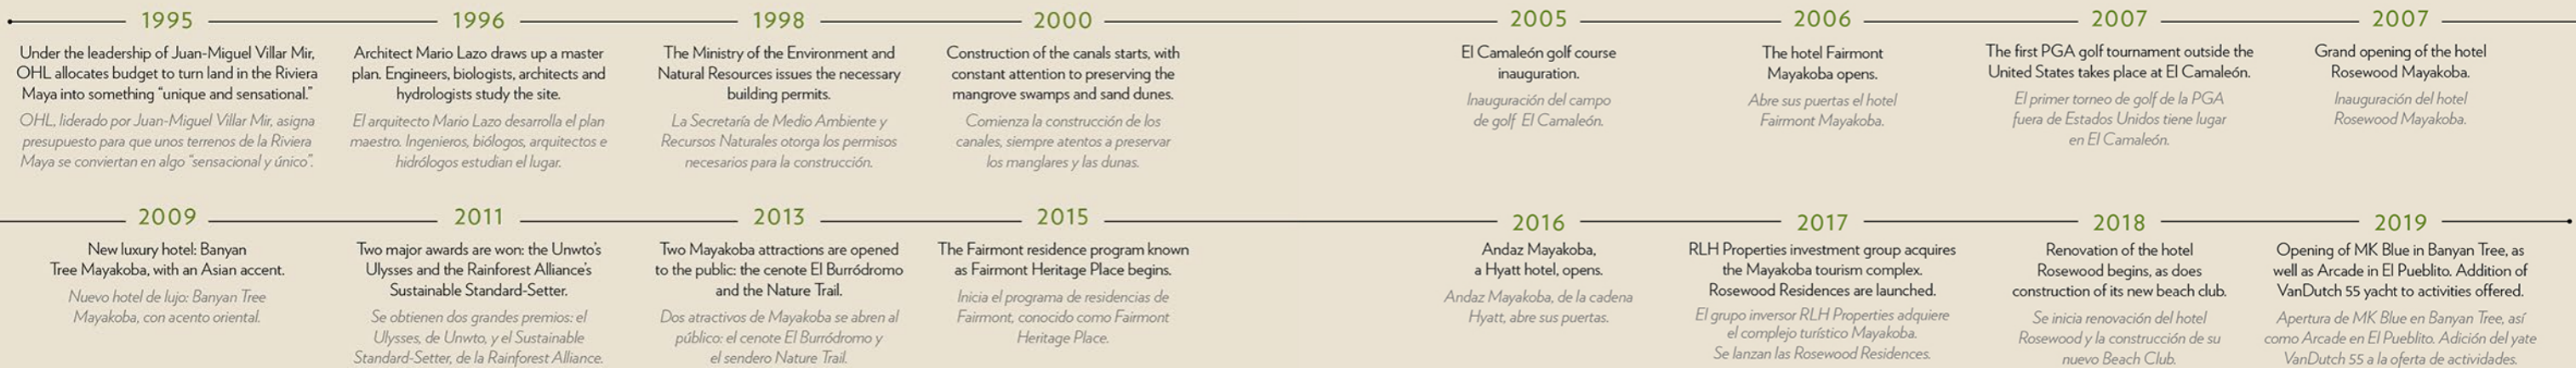 1995
Under the leadership of Juan-Miguel Villar Mir,
OHL allocates budget to turn land in the Riviera
Maya into something “unique and sensational.”
OHL, liderado por Juan-Miguel Villar Mir, asigna
presupuesto para que unos terrenos de la Riviera
Maya se conviertan en algo “sensacional y único”.
1996
Architect Mario Lazo draws up a master
plan. Engineers, biologists, architects and
hydrologists study the site.
El arquitecto Mario Lazo desarrolla el plan
maestro. Ingenieros, biólogos, arquitectos e
hidrólogos estudian el lugar.
1998
The Ministry of the Environment and
Natural Resources issues the necessary
building permits.
La Secretaría de Medio Ambiente y
Recursos Naturales otorga los permisos
necesarios para la construcción.
2000
Construction of the canals starts, with
constant attention to preserving the
mangrove swamps and sand dunes.
Comienza la construcción de los
canales, siempre atentos a preservar
los manglares y las dunas.
2005
El Camaleón golf course
inauguration.
Inauguración del campo
de golf El Camaleón.
2006
The hotel Fairmont
Mayakoba opens.
Abre sus puertas el hotel
Fairmont Mayakoba.
2007
The first PGA golf tournament outside the
United States takes place at El Camaleón.
El primer torneo de golf de la PGA
fuera de Estados Unidos tiene lugar
en El Camaleón.
2007
Grand opening of the hotel
Rosewood Mayakoba.
Inauguración del hotel
Rosewood Mayakoba.
2009
New luxury hotel: Banyan
Tree Mayakoba, with an Asian accent.
Nuevo hotel de lujo: Banyan Tree
Mayakoba, con acento oriental.
2011
Two major awards are won: the Unwto’s
Ulysses and the Rainforest Alliance’s
Sustainable Standard-Setter.
Se obtienen dos grandes premios: el
Ulysses, de Unwto, y el Sustainable
Standard-Setter, de la Rainforest Alliance.
2013
Two Mayakoba attractions are opened
to the public: the cenote El Burródromo
and the Nature Trail.
Dos atractivos de Mayakoba se abren al
público: el cenote El Burródromo y
el sendero Nature Trail.
2015
The Fairmont residence program known
as Fairmont Heritage Place begins.
Inicia el programa de residencias de
Fairmont, conocido como Fairmont
Heritage Place.
2016
Andaz Mayakoba,
a Hyatt hotel, opens.
Andaz Mayakoba, de la cadena
Hyatt, abre sus puertas.
2017
RLH Properties investment group acquires
the Mayakoba tourism complex.
Rosewood Residences are launched.
El grupo inversor RLH Properties adquiere
el complejo turístico Mayakoba.
Se lanzan las Rosewood Residences.
2018
Renovation of the hotel
Rosewood begins, as does
construction of its new beach club.
Se inicia renovación del hotel
Rosewood y la construcción de su
nuevo Beach Club.
2019
Opening of MK Blue in Banyan Tree, as
well as Arcade in El Pueblito. Addition of
VanDutch 55 yacht to activities offered.
Apertura de MK Blue en Banyan Tree, así
como Arcade en El Pueblito. Adición del yate
VanDutch 55 a la oferta de actividades.